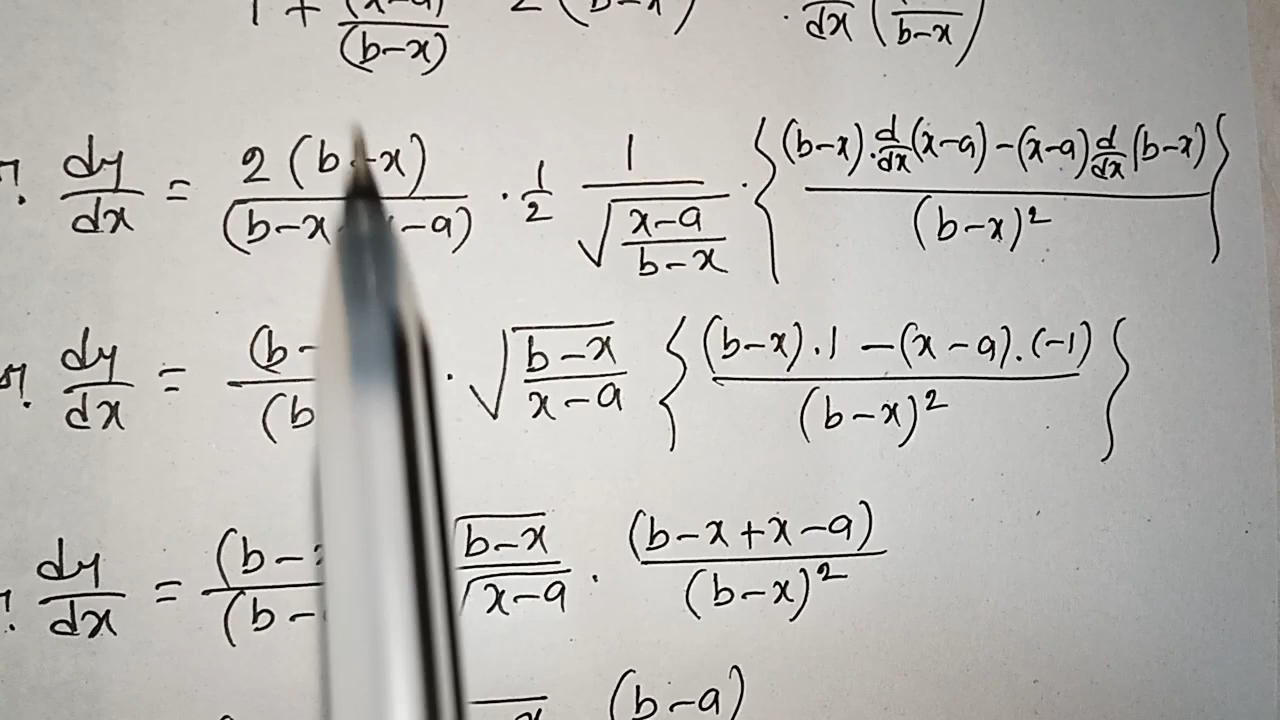 1 + (x-a)/(b-x) 2(b-x) · d/dx (/b-x)
dy/dx = 2(b-x)/(b-x -a) · 1/2 1/√((x-a)/(b-x)) · {((b-x)·d/dx(x-a) - (x-a)d/dx(b-x))/(b-x)²}
dy/dx = (b-/(b · √((b-x)/(x-a)) {((b-x)·1 - (x-a)·(-1))/(b-x)²}
dy/dx = (b-/(b- √(b-x)/√(x-a) · (b-x+x-a)/(b-x)²
(b-a)